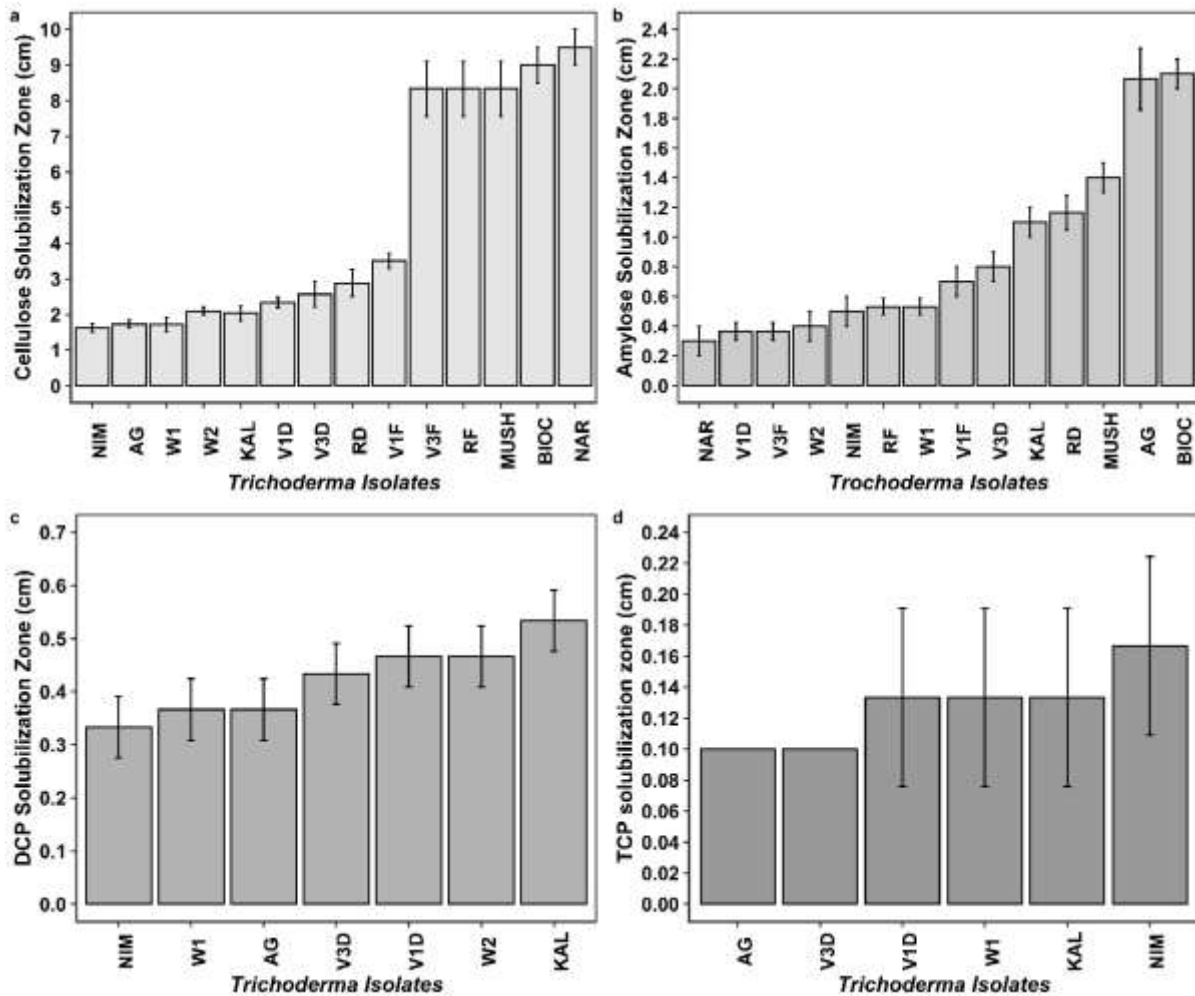 a
Cellulose Solubilization Zone (cm)
10
9
8
7
6
5
4
3
2
1
0
NIM
AG
W1
W2
KAL
V1D
V3D
RD
V1F
V3F
RF
MUSH
BIOC
NAR
Trichoderma Isolates
b
Amylose Solubilization Zone (cm)
2.4
2.2
2.0
1.8
1.6
1.4
1.2
1.0
0.8
0.6
0.4
0.2
0.0
NAR
V1D
V3F
W2
NIM
RF
W1
V1F
V3D
KAL
RD
MUSH
AG
BIOC
Trochoderma Isolates
c
DCP Solubilization Zone (cm)
0.7
0.6
0.5
0.4
0.3
0.2
0.1
0.0
NIM
W1
AG
V3D
V1D
W2
KAL
Trichoderma Isolates
d
TCP solubilization zone (cm)
0.24
0.22
0.20
0.18
0.16
0.14
0.12
0.10
0.08
0.06
0.04
0.02
0.00
AG
V3D
V1D
W1
KAL
NIM
Trichoderma Isolates